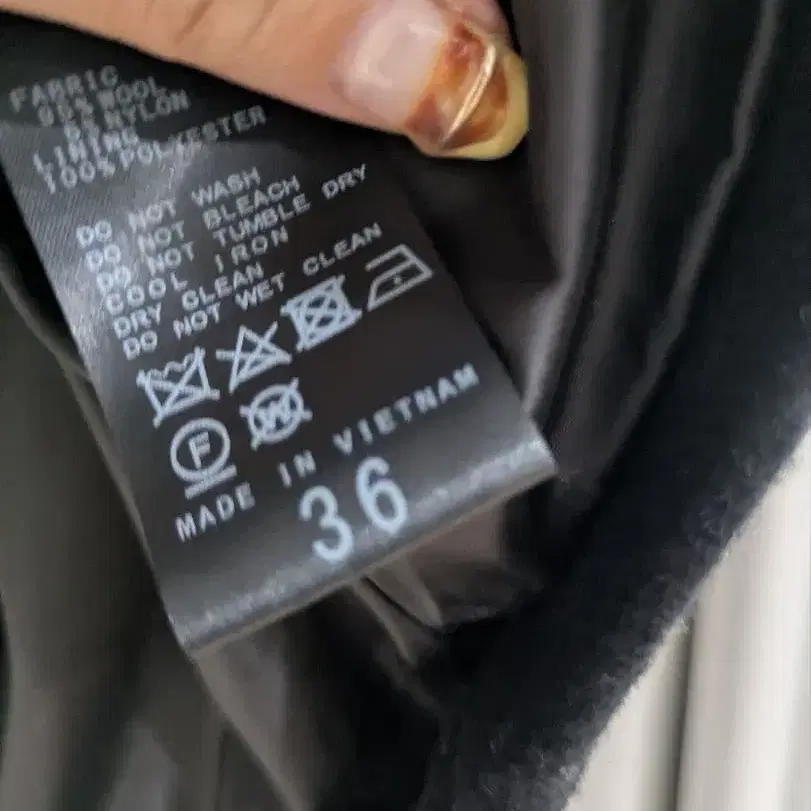 FABRIC
95% WOOL
5% NYLON
LINING
100% POLYESTER
DO NOT WASH
DO NOT BLEACH
DO NOT TUMBLE DRY
COOL IRON
DRY CLEAN
DO NOT WET CLEAN
F W
MADE IN VIETNAM
36